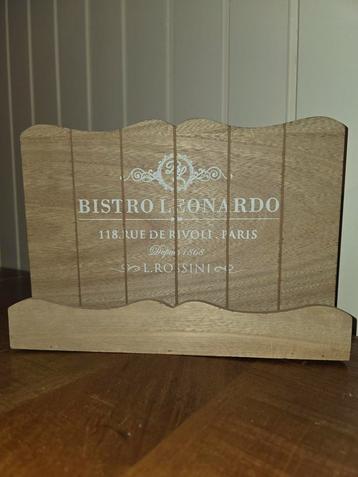 BISTRO LEONARDO
118.RUE DE RIVOLI . PARIS
Depuis 1868
L.ROSSINI